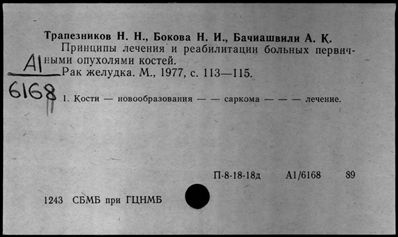 Трапезников Н. Н., Бокова Н. И., Бачиашвили А. К.
Принципы лечения и реабилитации больных первич-
ными опухолями костей.
А1
Рак желудка. М., 1977, с. 113—115.
6168
1. Кости — новообразования — — саркома — — — лечение.
П-8-18-18д А1/6168 89
1243 СБМБ при ГЦНМБ